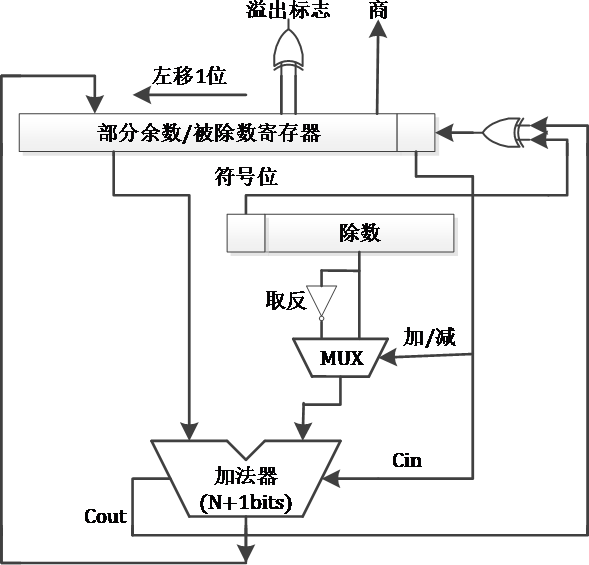 溢出标志
商
左移1位
部分余数/被除数寄存器
符号位
除数
取反
MUX
加/减
加法器
(N+1bits)
Cin
Cout